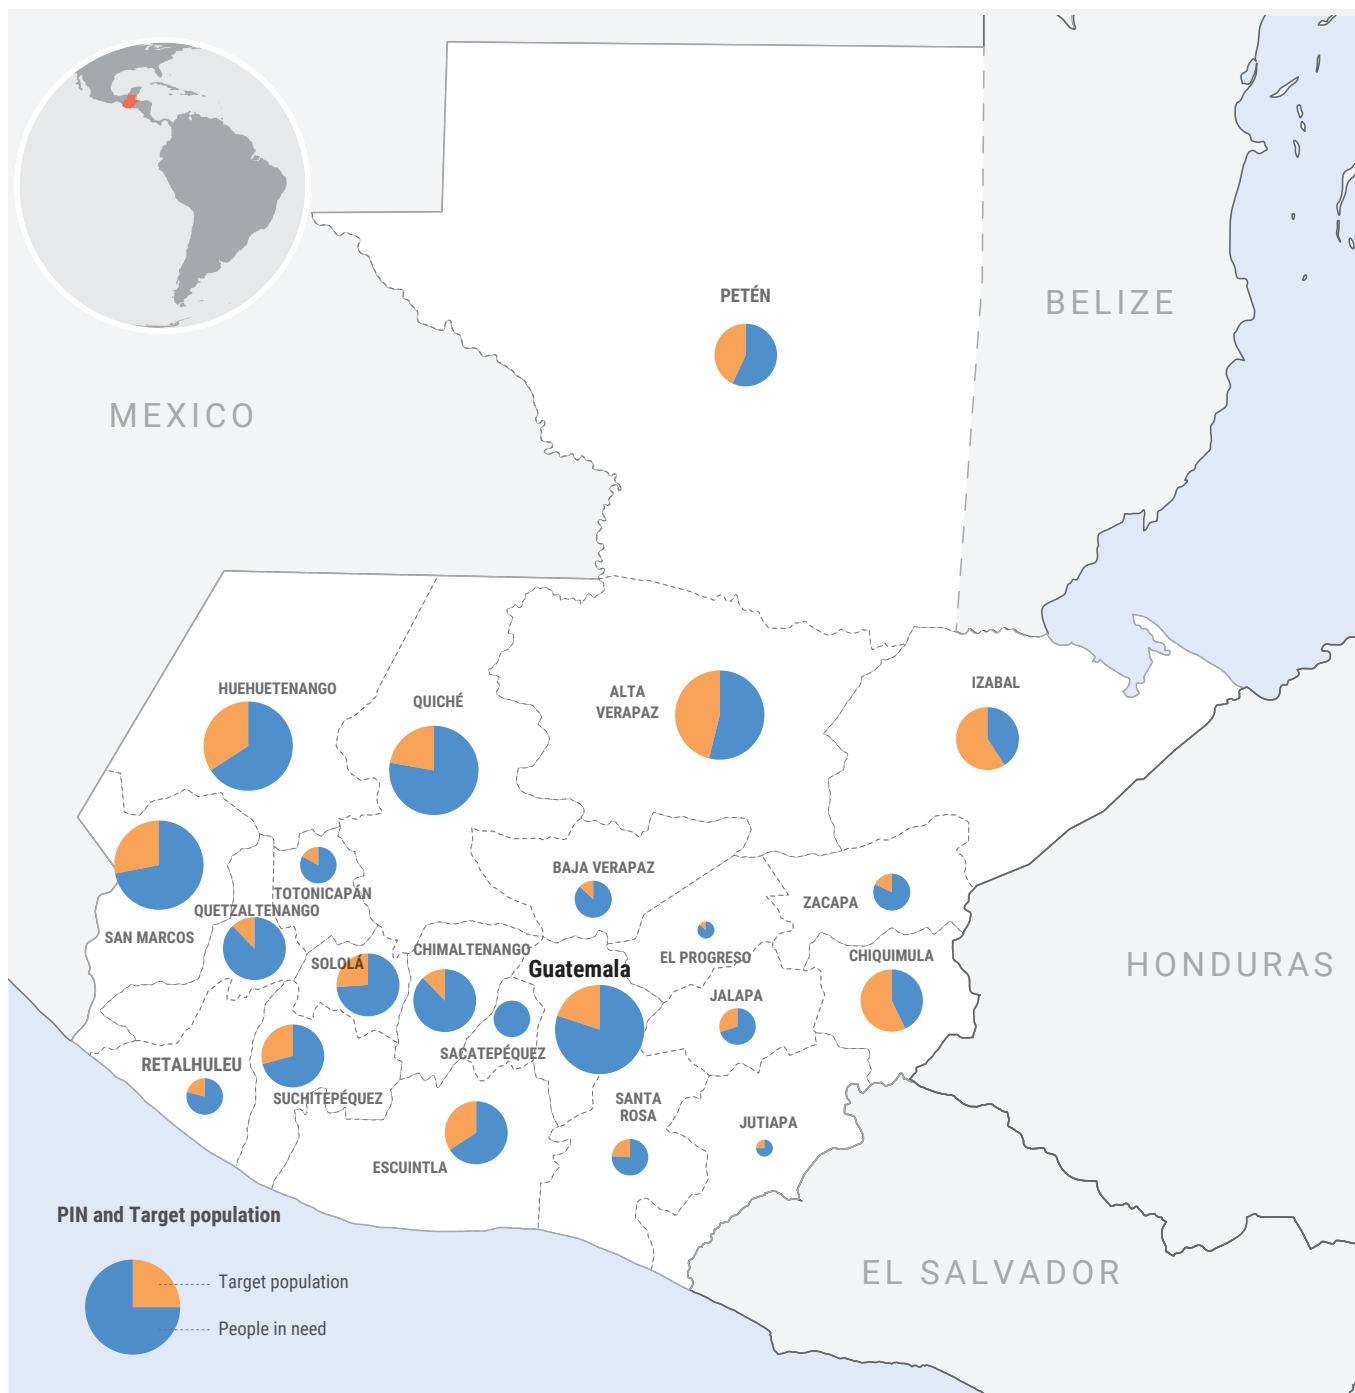 PETÉN
BELIZE
MEXICO
HUEHUETENANGO
QUICHÉ
ALTA
VERAPAZ
IZABAL
BAJA VERAPAZ
TOTONICAPÁN
QUETZALTENANGO
ZACAPA
SAN MARCOS
SOLOLÁ
CHIMALTENANGO
Guatemala
EL PROGRESO
CHIQUIMULA
HONDURAS
JALAPA
SACATEPÉQUEZ
RETALHULEU
SUCHITEPÉQUEZ
SANTA
ROSA
JUTIAPA
ESCUINTLA
PIN and Target population
Target population
People in need
EL SALVADOR